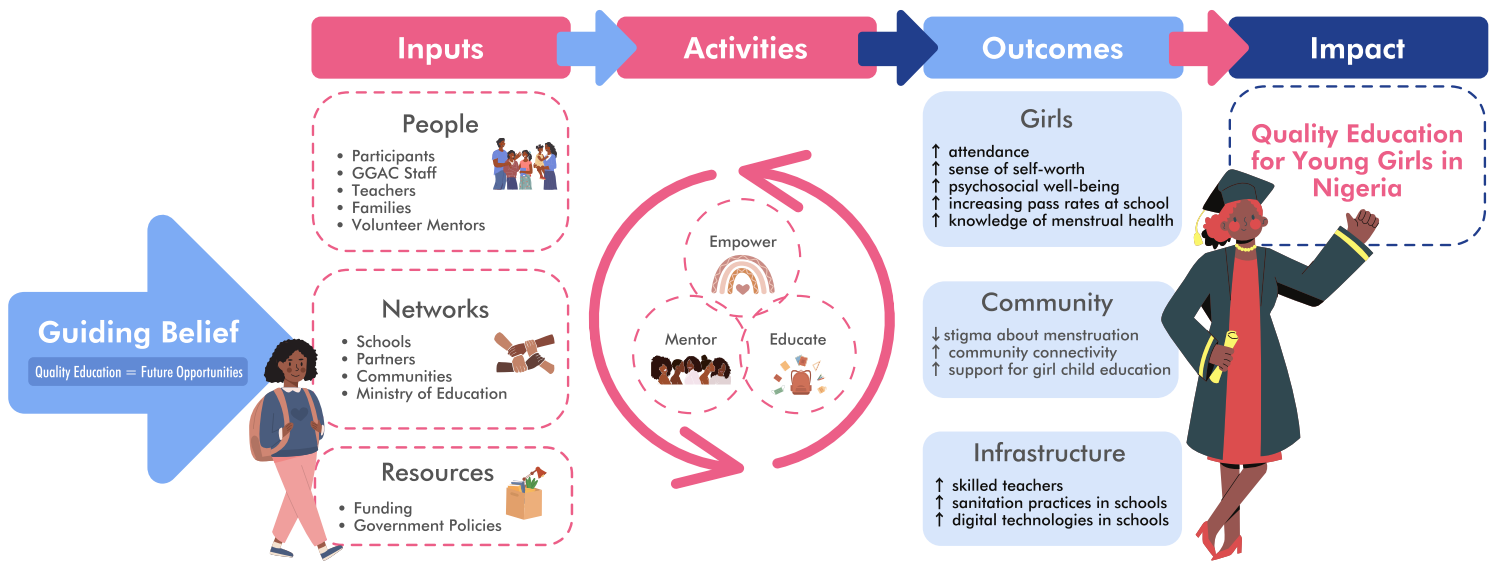 Inputs
Activities
Outcomes
Impact
Guiding Belief
Quality Education = Future Opportunities
People
• Participants
• GGAC Staff
• Teachers
• Families
• Volunteer Mentors
Networks
• Schools
• Partners
• Communities
• Ministry of Education
Resources
• Funding
• Government Policies
Empower
Mentor
Educate
Girls
↑ attendance
↑ sense of self-worth
↑ psychosocial well-being
↑ increasing pass rates at school
↑ knowledge of menstrual health
Community
↓ stigma about menstruation
↑ community connectivity
↑ support for girl child education
Infrastructure
↑ skilled teachers
↑ sanitation practices in schools
↑ digital technologies in schools
Quality Education
for Young Girls in
Nigeria